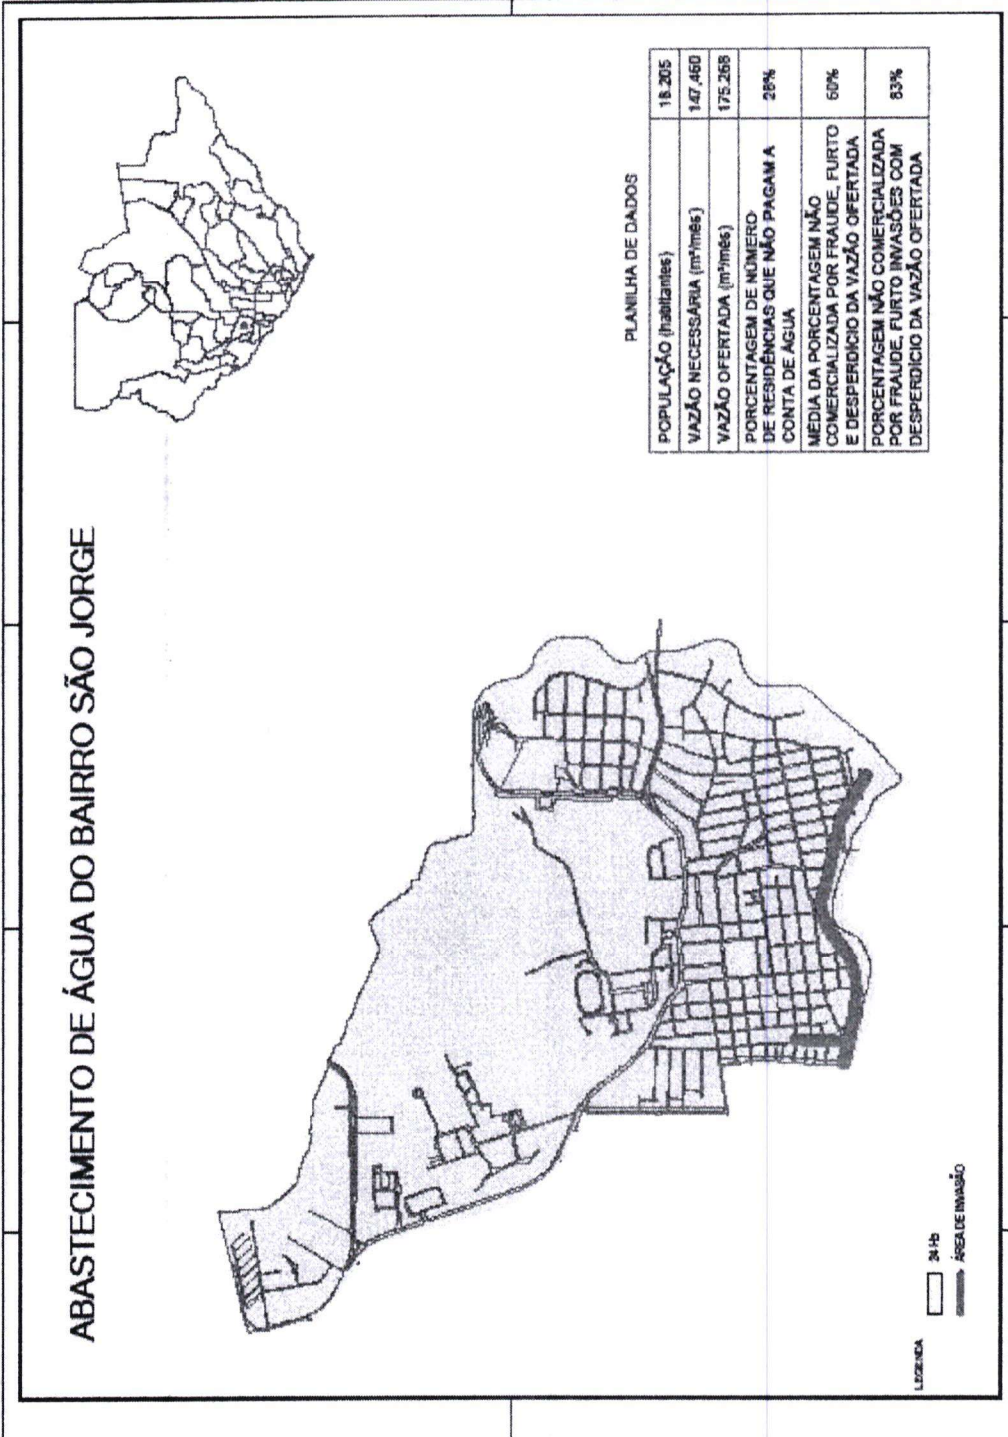 ABASTECIMENTO DE ÁGUA DO BAIRRO SÃO JORGE
PLANILHA DE DADOS
POPULAÇÃO (habitantes) 18.205
VAZÃO NECESSÁRIA (m³/mês) 147,460
VAZÃO OFERTADA (m³/mês) 175.268
PORCENTAGEM DE NÚMERO
DE RESIDÊNCIAS QUE NÃO PAGAM A
CONTA DE ÁGUA
28%
MÉDIA DA PORCENTAGEM NÃO
COMERCIALIZADA POR FRAUDE, FURTO
E DESPERDÍCIO DA VAZÃO OFERTADA
60%
PORCENTAGEM NÃO COMERCIALIZADA
POR FRAUDE, FURTO INVASÕES COM
DESPERDÍCIO DA VAZÃO OFERTADA
83%
LEGENDA
24 Hs
ÁREA DE INVASÃO